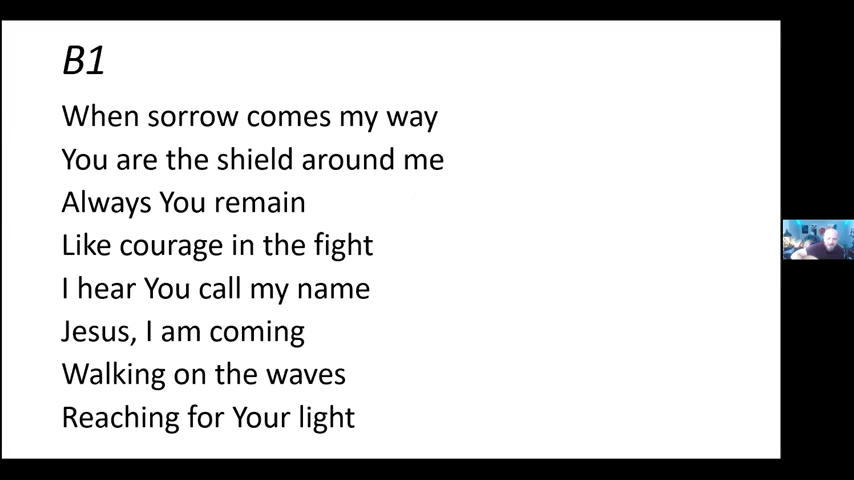 B1
When sorrow comes my way
You are the shield around me
Always You remain
Like courage in the fight
I hear You call my name
Jesus, I am coming
Walking on the waves
Reaching for Your light